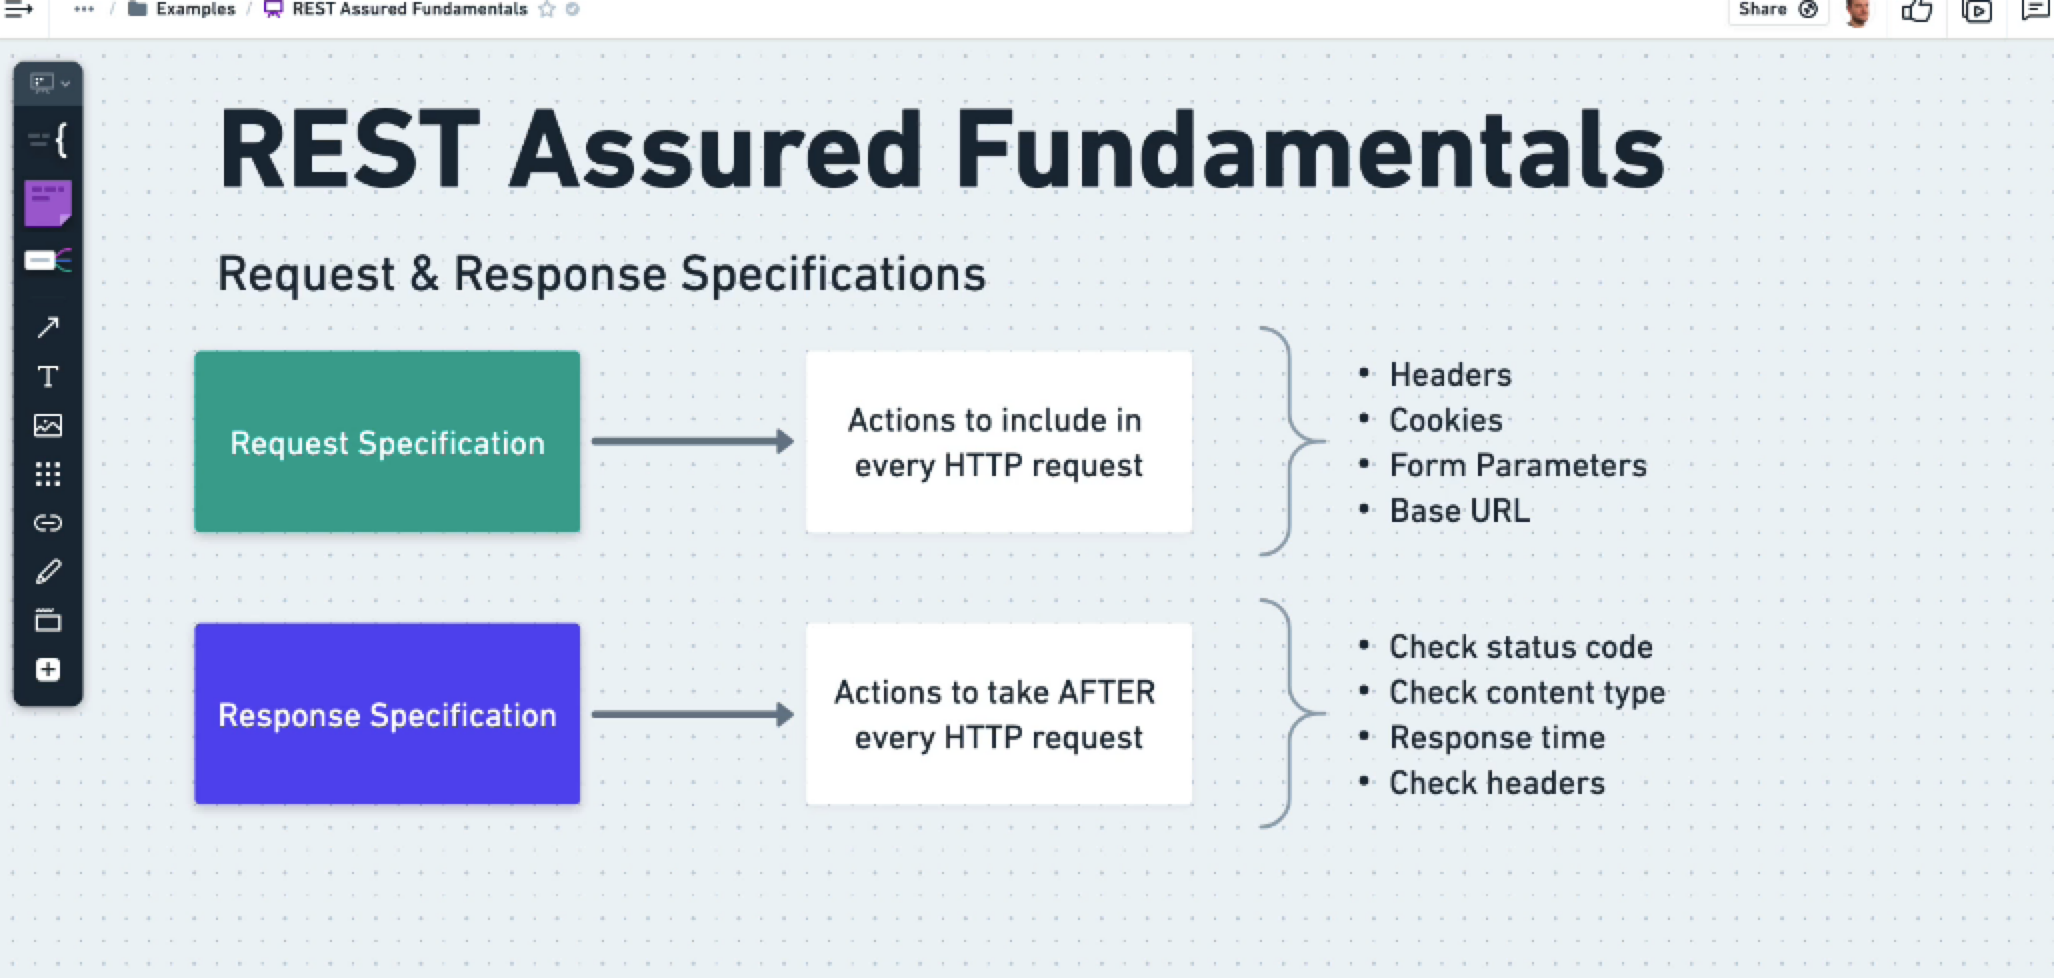 Examples / REST Assured Fundamentals
Share
REST Assured Fundamentals
Request & Response Specifications
Request Specification
Actions to include in
every HTTP request
• Headers
• Cookies
• Form Parameters
• Base URL
Response Specification
Actions to take AFTER
every HTTP request
• Check status code
• Check content type
• Response time
• Check headers